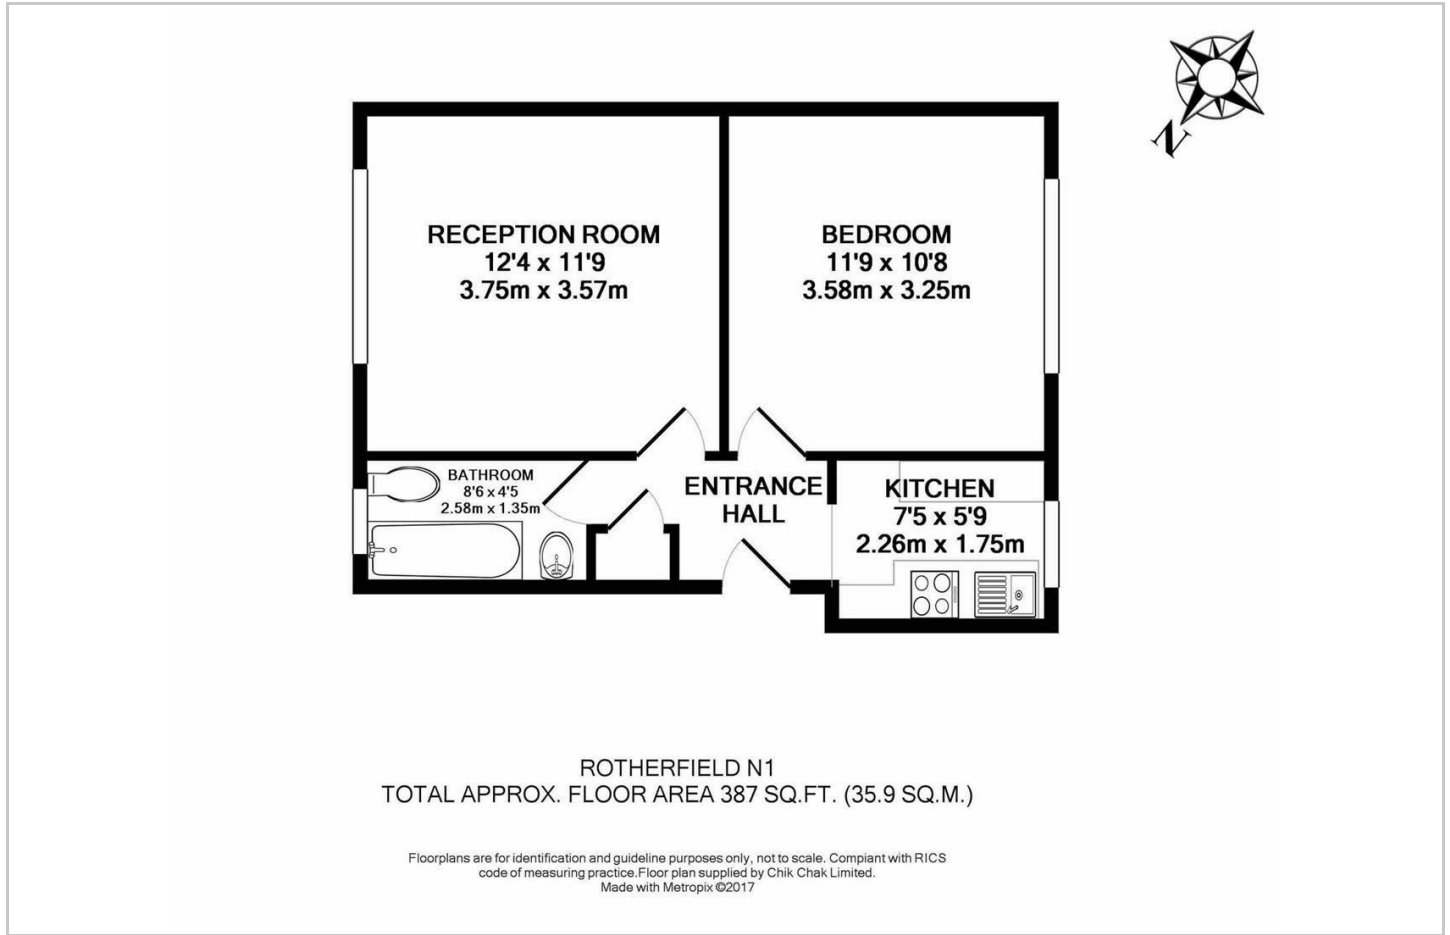 N
RECEPTION ROOM
12'4 x 11'9
3.75m x 3.57m
BEDROOM
11'9 x 10'8
3.58m x 3.25m
BATHROOM
8'6 x 4'5
2.58m x 1.35m
ENTRANCE
HALL
KITCHEN
7'5 x 5'9
2.26m x 1.75m
ROTHERFIELD N1
TOTAL APPROX. FLOOR AREA 387 SQ.FT. (35.9 SQ.M.)
Floorplans are for identification and guideline purposes only, not to scale. Compiant with RICS
code of measuring practice.Floor plan supplied by Chik Chak Limited.
Made with Metropix ©2017